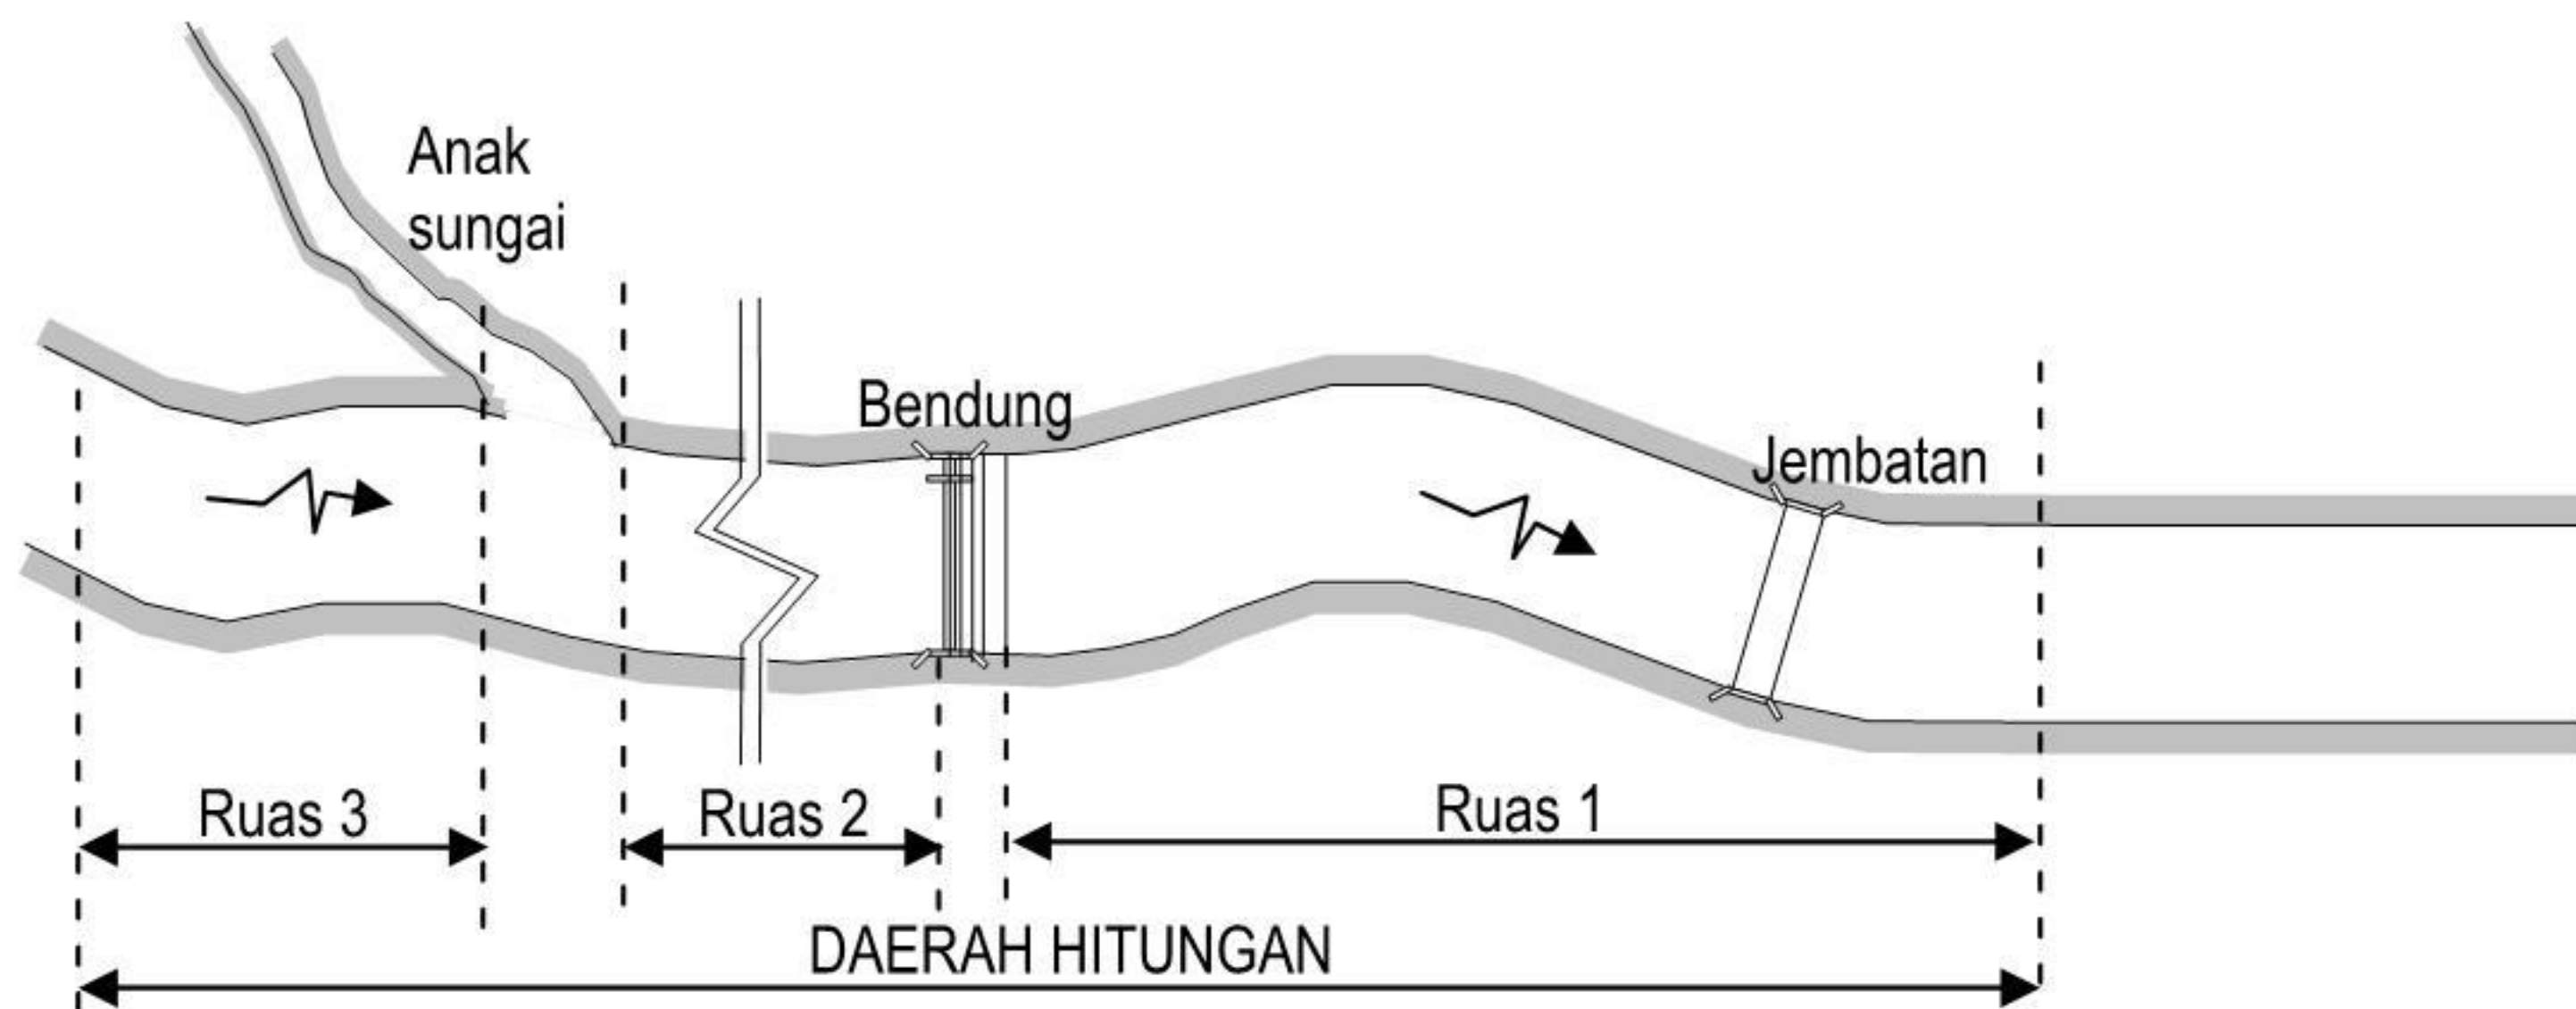 Anak
sungai
Bendung
Jembatan
Ruas 3
Ruas 2
Ruas 1
DAERAH HITUNGAN